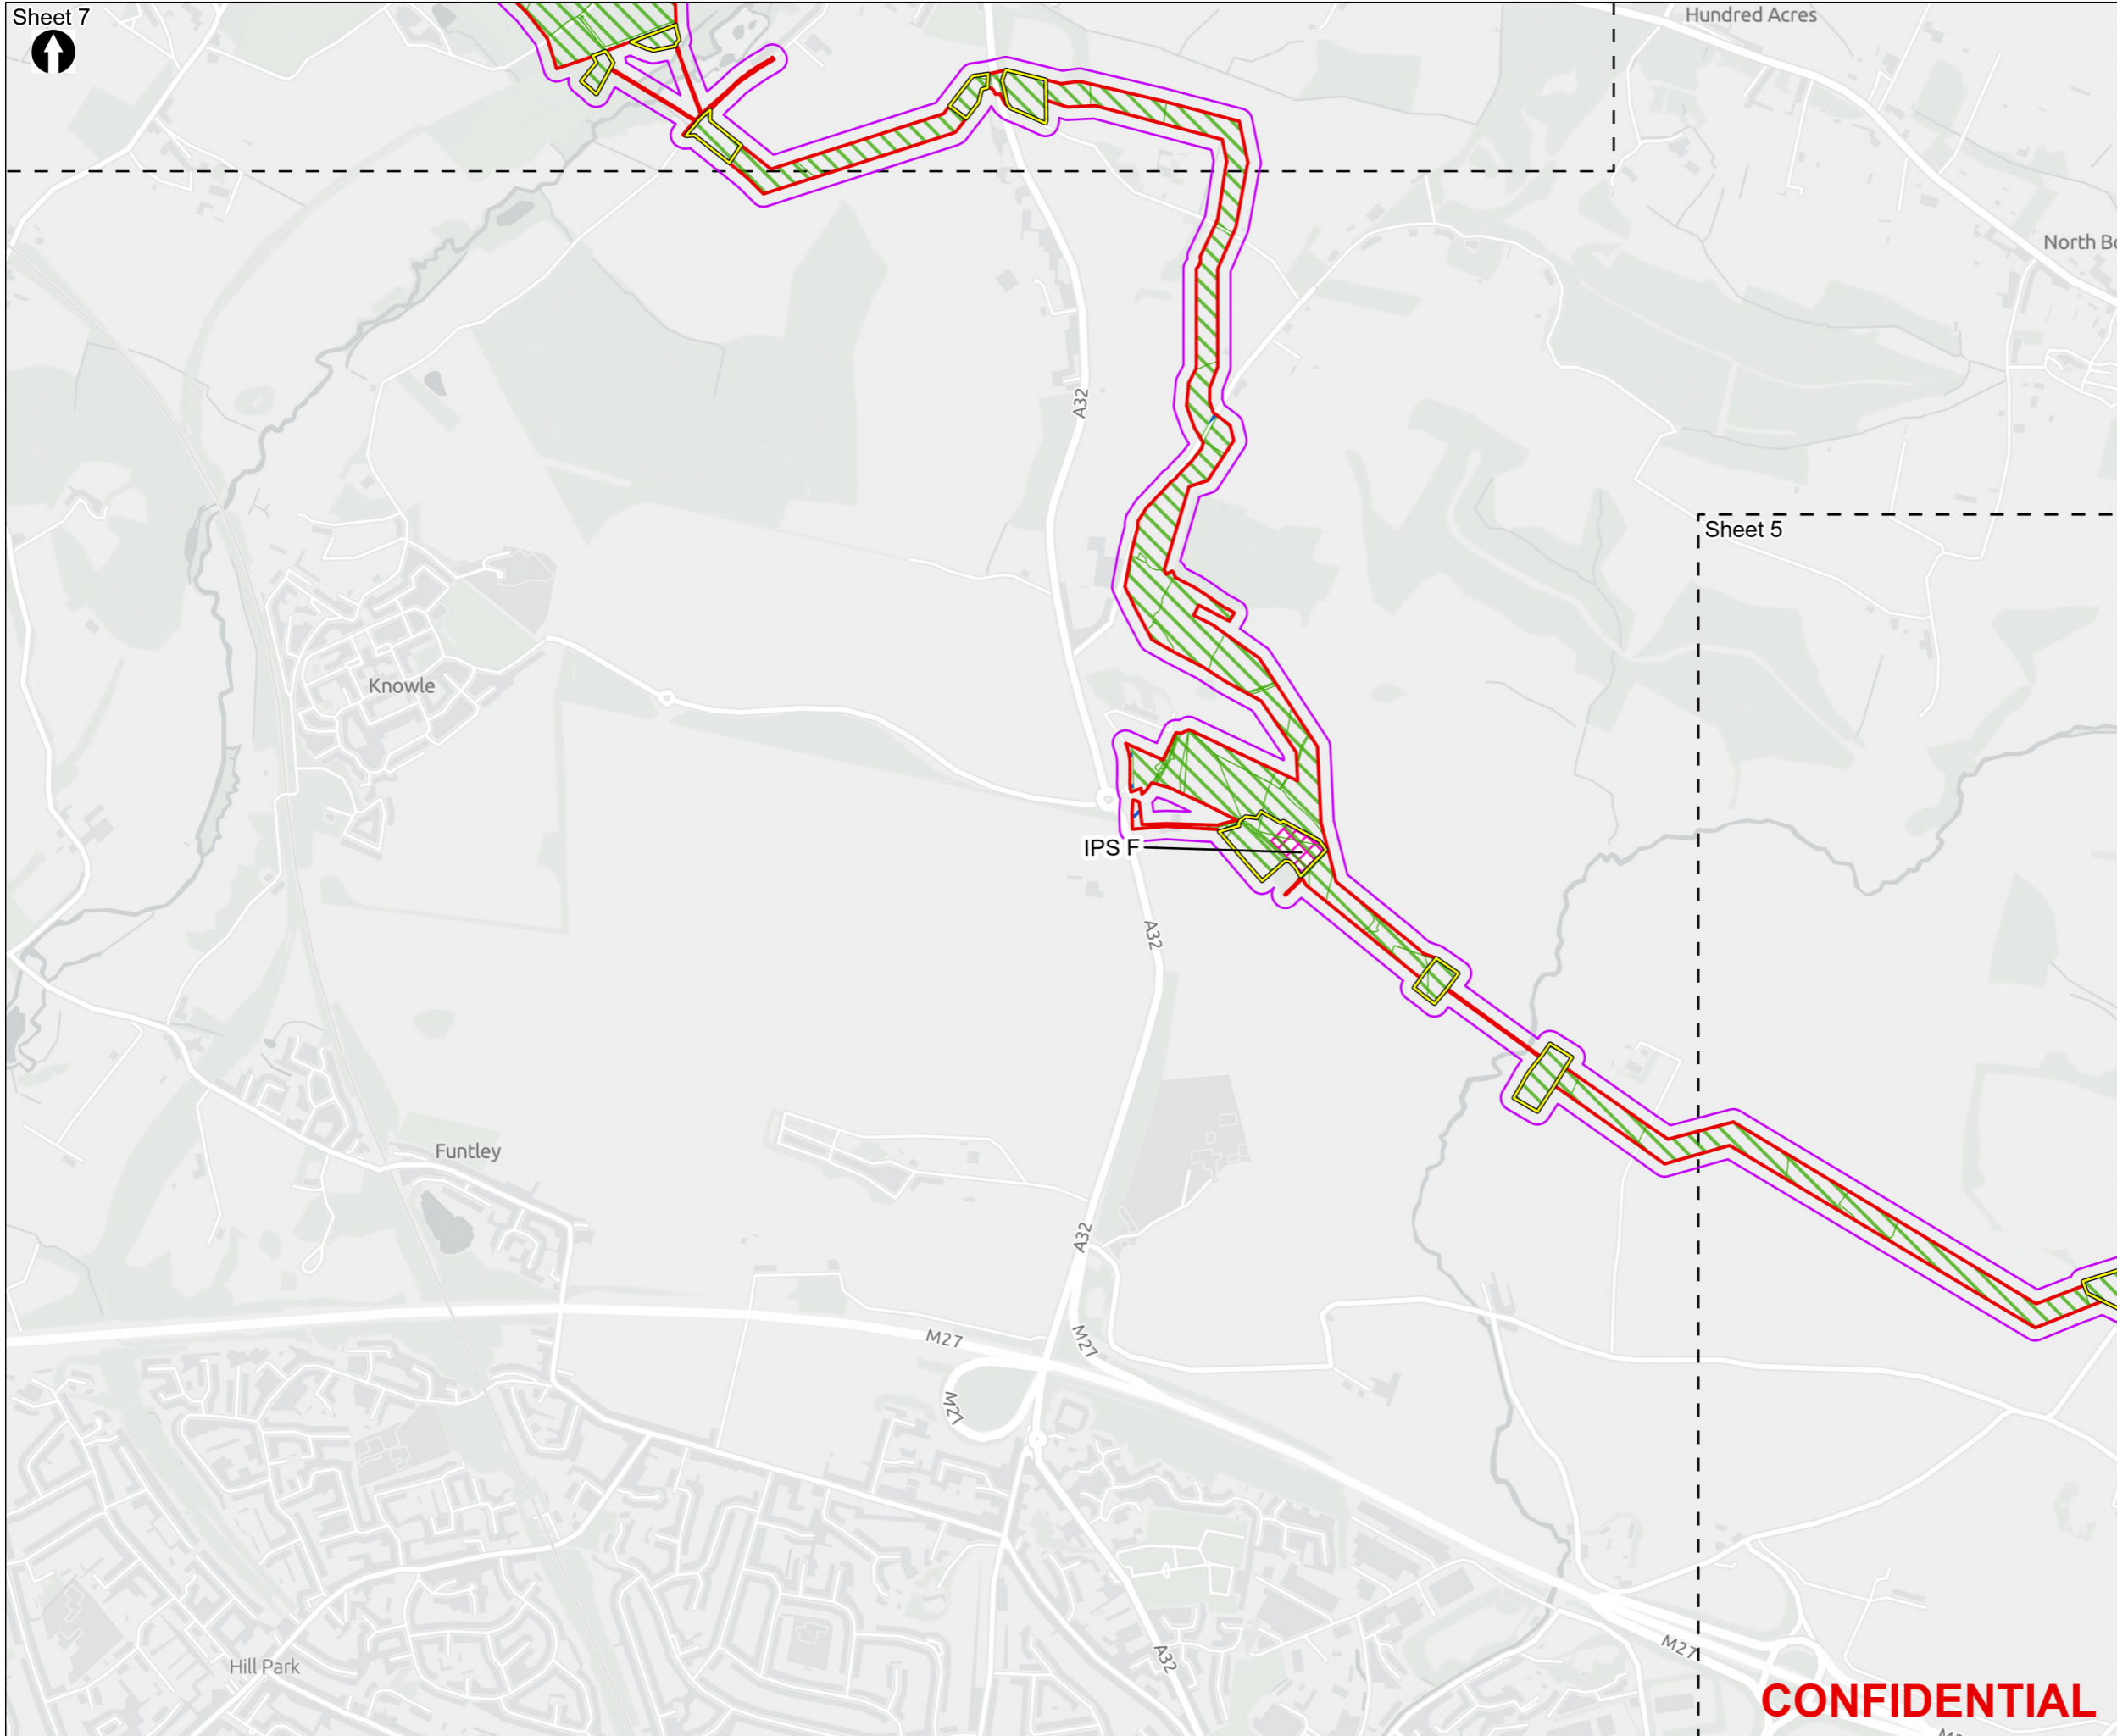 Sheet 7
Hundred Acres
North Bo
A32
Sheet 5
Knowle
IPS F
A32
Funtley
A32
M27
M27
M27
Hill Park
A32
M27
CONFIDENTIAL